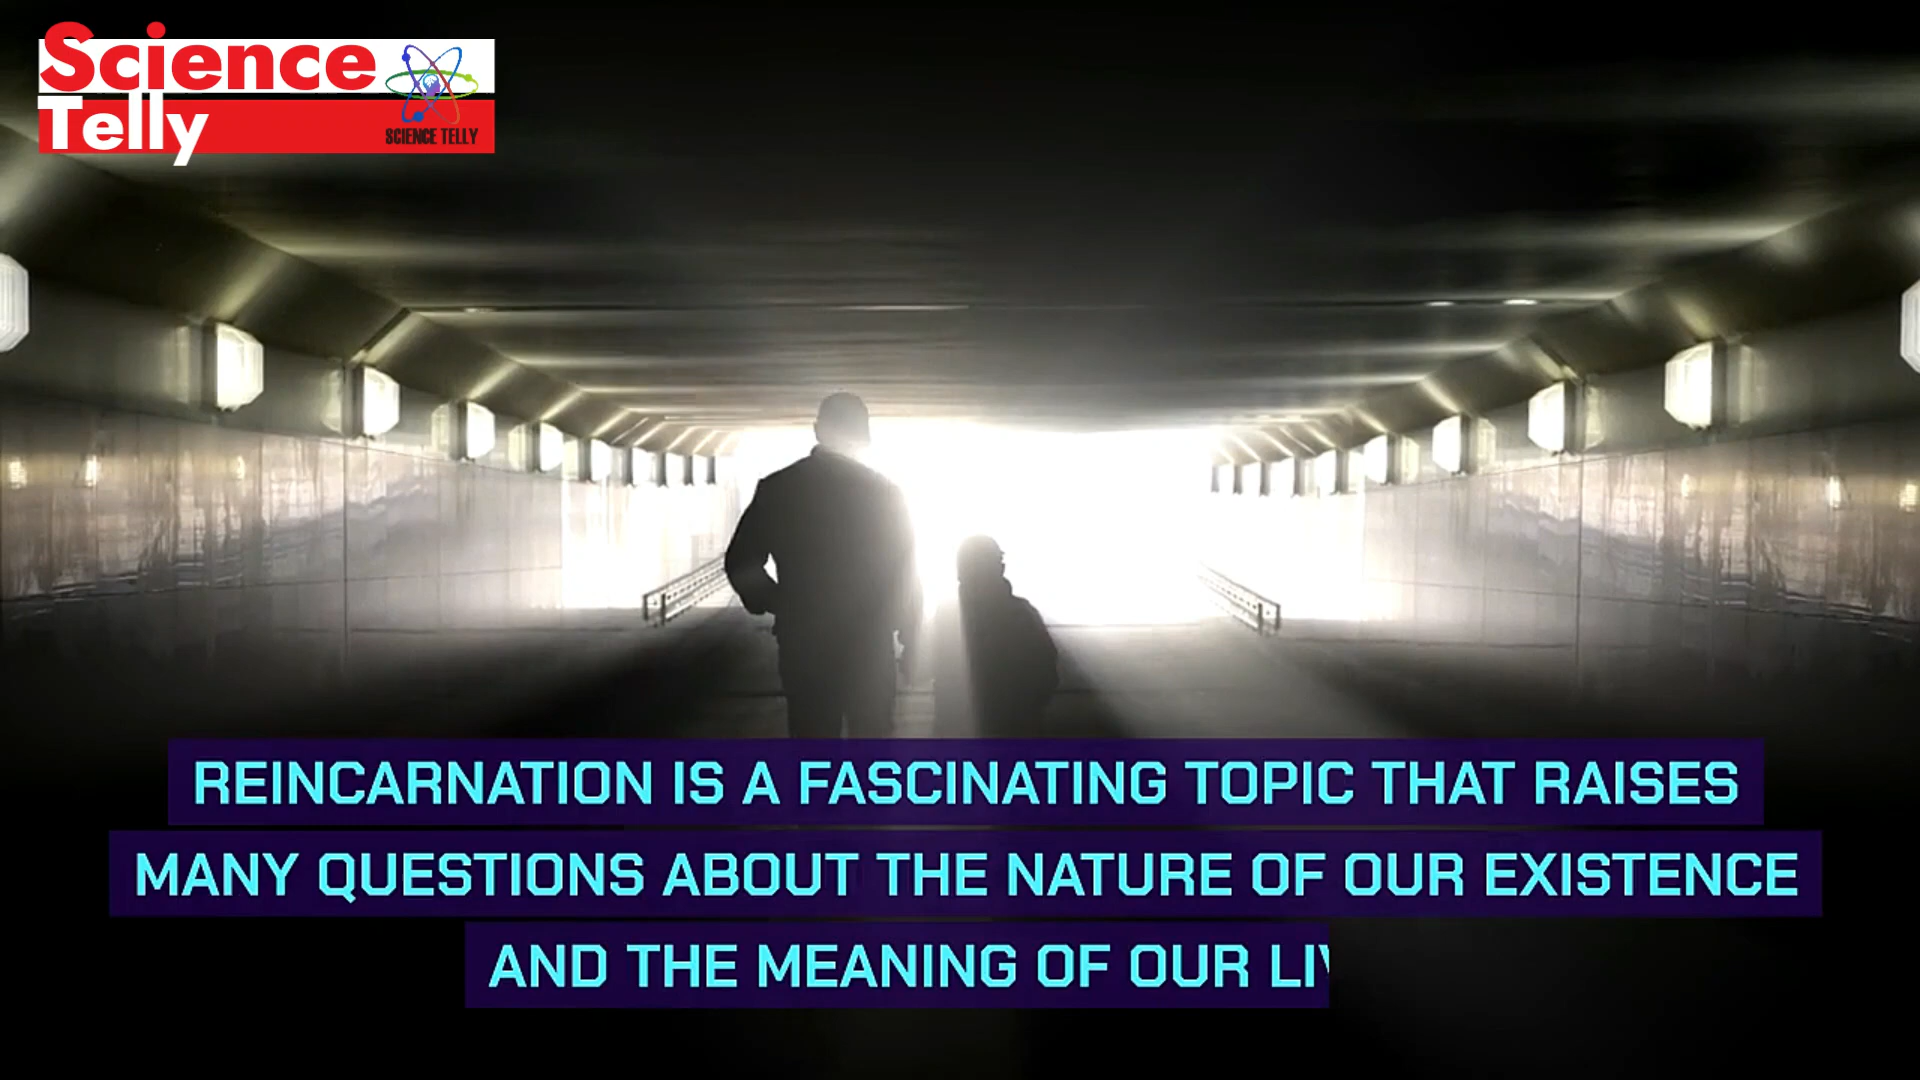 Science
Telly
SCIENCE TELLY
REINCARNATION IS A FASCINATING TOPIC THAT RAISES
MANY QUESTIONS ABOUT THE NATURE OF OUR EXISTENCE
AND THE MEANING OF OUR